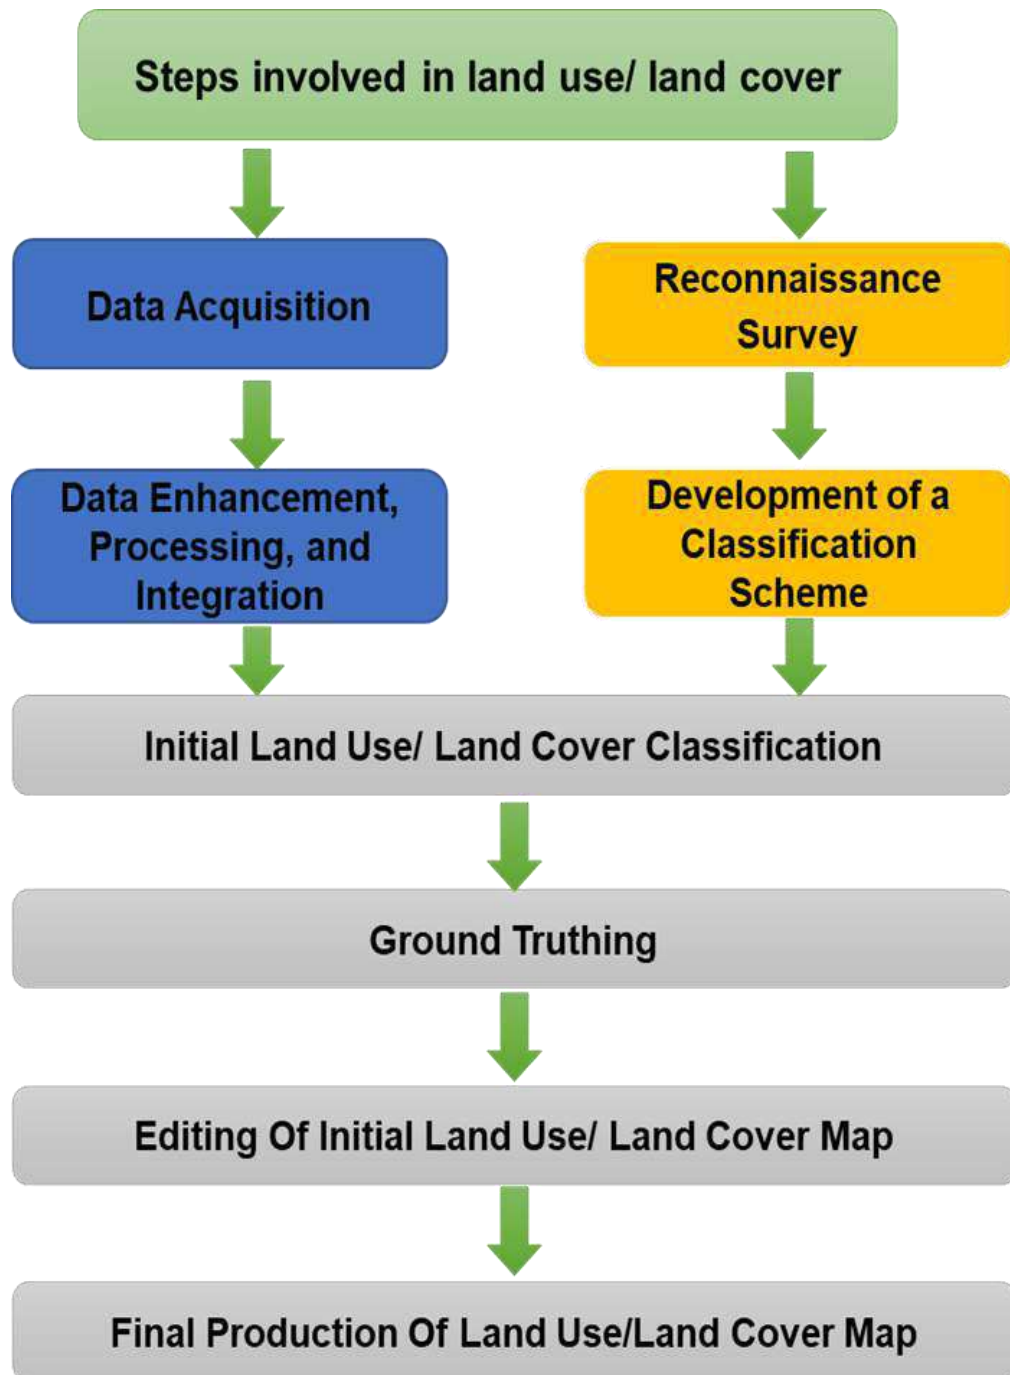 Steps involved in land use/ land cover
Data Acquisition
Reconnaissance
Survey
Data Enhancement,
Processing, and
Integration
Development of a
Classification
Scheme
Initial Land Use/ Land Cover Classification
Ground Truthing
Editing Of Initial Land Use/ Land Cover Map
Final Production Of Land Use/Land Cover Map